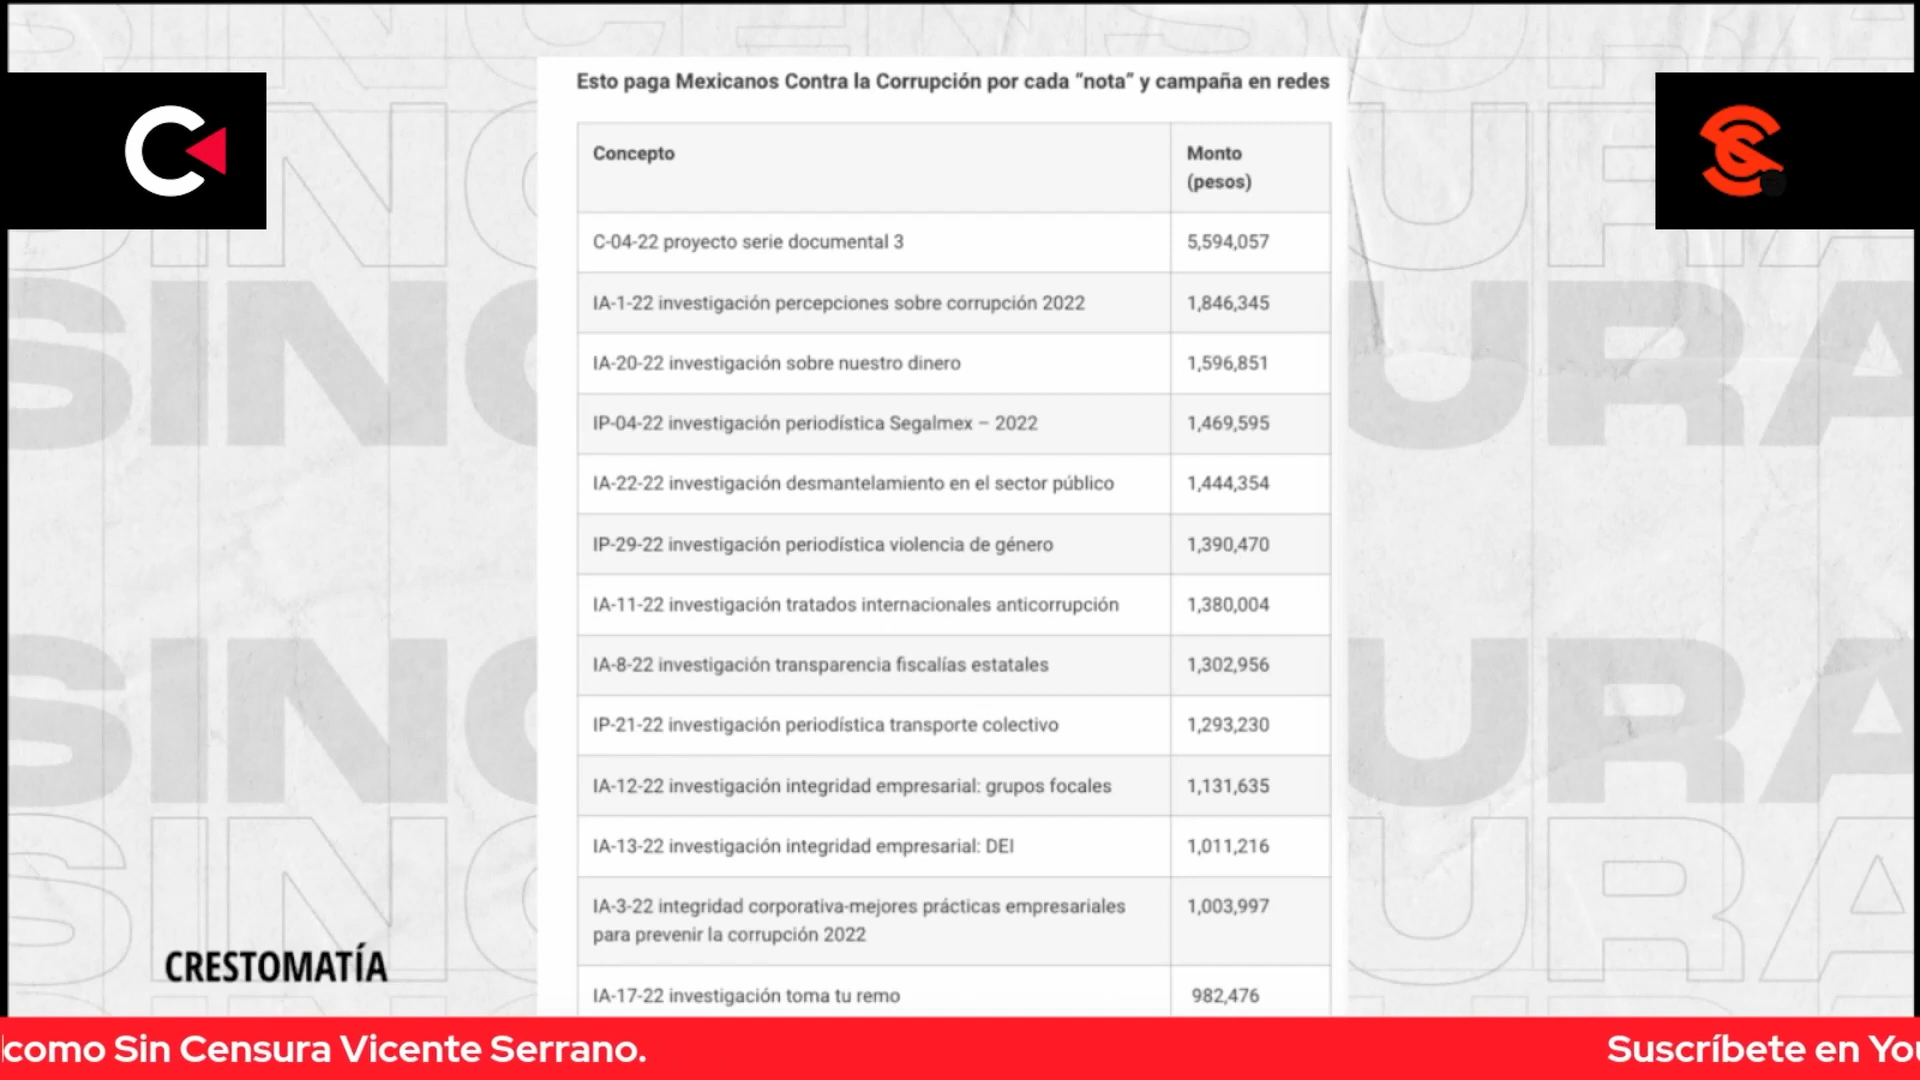 Esto paga Mexicanos Contra la Corrupción por cada “nota” y campaña en redes
Concepto
Monto
(pesos)
C-04-22 proyecto serie documental 3
5,594,057
IA-1-22 investigación percepciones sobre corrupción 2022
1,846,345
IA-20-22 investigación sobre nuestro dinero
1,596,851
IP-04-22 investigación periodística Segalmex – 2022
1,469,595
IA-22-22 investigación desmantelamiento en el sector público
1,444,354
IP-29-22 investigación periodística violencia de género
1,390,470
IA-11-22 investigación tratados internacionales anticorrupción
1,380,004
IA-8-22 investigación transparencia fiscalías estatales
1,302,956
IP-21-22 investigación periodística transporte colectivo
1,293,230
IA-12-22 investigación integridad empresarial: grupos focales
1,131,635
IA-13-22 investigación integridad empresarial: DEI
1,011,216
IA-3-22 integridad corporativa-mejores prácticas empresariales
para prevenir la corrupción 2022
1,003,997
IA-17-22 investigación toma tu remo
982,476
CRESTOMATÍA
como Sin Censura Vicente Serrano.
Suscríbete en